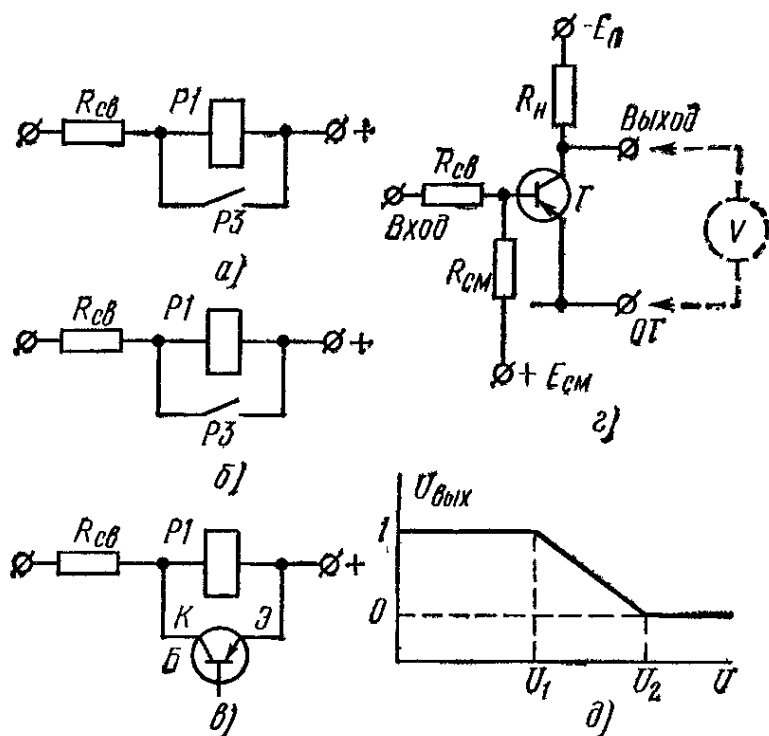 Rсв P1
+
P3
а)
Rсв P1
+
P3
б)
Rсв P1
+
К Э
Б
в)
-Eп
Rн
Выход
Rсв
Вход
T
V
Rсм
0T
+ Eсм
г)
Uвых
1
0
U1 U2 U
д)